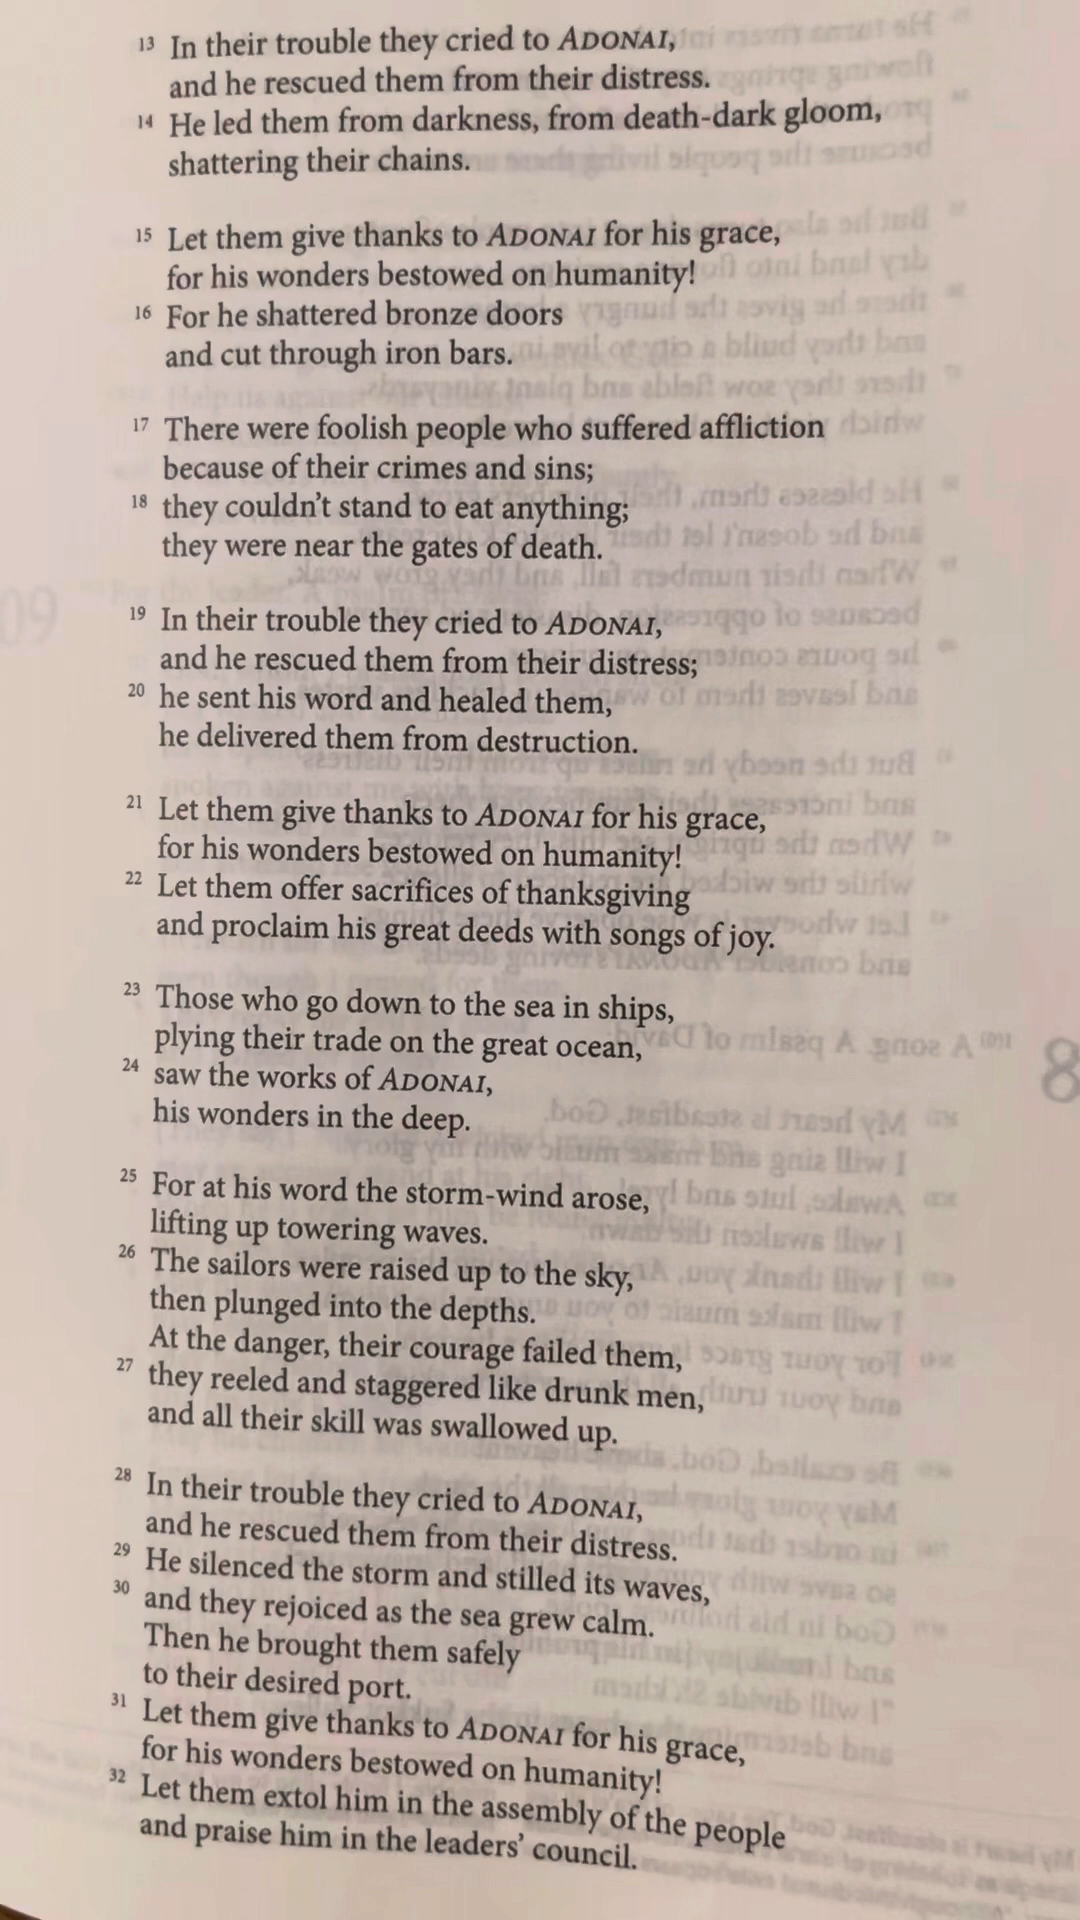 13 In their trouble they cried to ADONAI,
and he rescued them from their distress.
14 He led them from darkness, from death-dark gloom,
shattering their chains.
15 Let them give thanks to ADONAI for his grace,
for his wonders bestowed on humanity!
16 For he shattered bronze doors
and cut through iron bars.
17 There were foolish people who suffered affliction
because of their crimes and sins;
18 they couldn't stand to eat anything;
they were near the gates of death.
19 In their trouble they cried to ADONAI,
and he rescued them from their distress;
20 he sent his word and healed them,
he delivered them from destruction.
21 Let them give thanks to ADONAI for his grace,
for his wonders bestowed on humanity!
22 Let them offer sacrifices of thanksgiving
and proclaim his great deeds with songs of joy.
23 Those who go down to the sea in ships,
plying their trade on the great ocean,
24 saw the works of ADONAI,
his wonders in the deep.
25 For at his word the storm-wind arose,
lifting up towering waves.
26 The sailors were raised up to the sky,
then plunged into the depths.
At the danger, their courage failed them,
27 they reeled and staggered like drunk men,
and all their skill was swallowed up.
28 In their trouble they cried to ADONAI,
and he rescued them from their distress.
29 He silenced the storm and stilled its waves,
30 and they rejoiced as the sea grew calm.
Then he brought them safely
to their desired port.
31 Let them give thanks to ADONAI for his grace,
for his wonders bestowed on humanity!
32 Let them extol him in the assembly of the people
and praise him in the leaders' council.